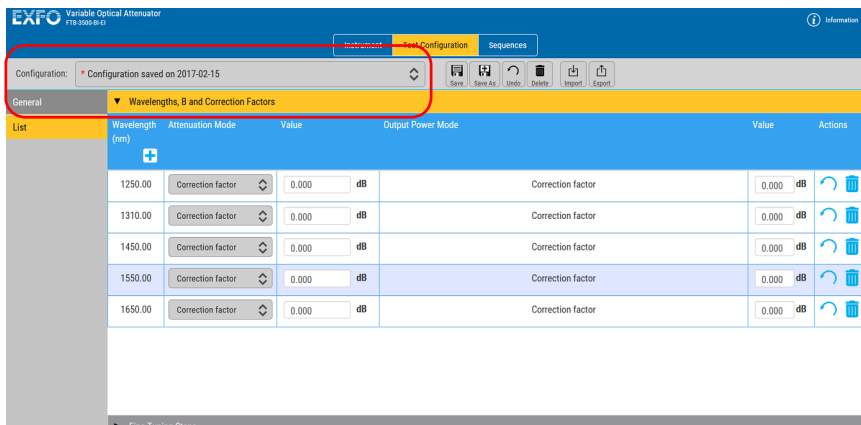 EXFO Variable Optical Attenuator
FTB-3500-BI-EI
Information
Instrument Test Configuration Sequences
Configuration: * Configuration saved on 2017-02-15
Save Save As Undo Delete Import Export
General
▼ Wavelengths, B and Correction Factors
List
Wavelength (nm) Attenuation Mode Value Output Power Mode Value Actions
1250.00 Correction factor 0.000 dB Correction factor 0.000 dB
1310.00 Correction factor 0.000 dB Correction factor 0.000 dB
1450.00 Correction factor 0.000 dB Correction factor 0.000 dB
1550.00 Correction factor 0.000 dB Correction factor 0.000 dB
1650.00 Correction factor 0.000 dB Correction factor 0.000 dB